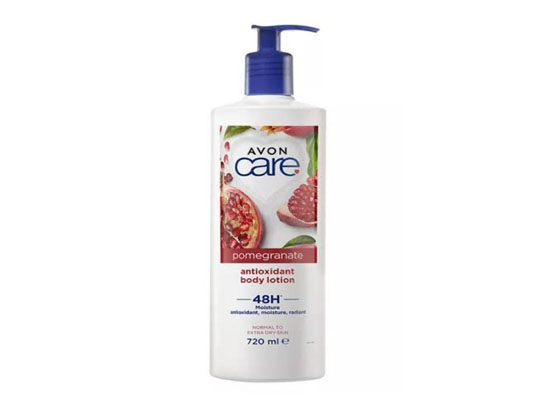 AVON
care
pomegranate
antioxidant
body lotion
48H*
Moisture
antioxidant, moisture, radiant
NORMAL TO
EXTRA DRY SKIN
720 ml e